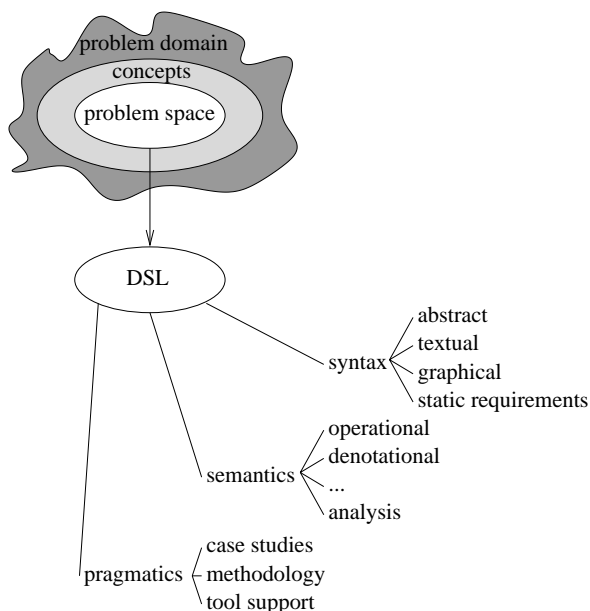 problem domain
concepts
problem space
DSL
syntax
abstract
textual
graphical
static requirements
semantics
operational
denotational
...
analysis
pragmatics
case studies
methodology
tool support